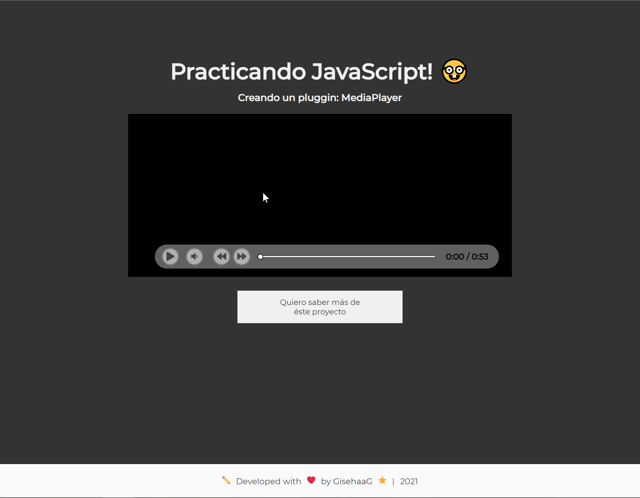 Practicando JavaScript! 🤓
Creando un pluggin: MediaPlayer
0:00 / 0:53
Quiero saber más de
éste proyecto
✏️ Developed with ❤️ by GisehaaG ⭐ | 2021